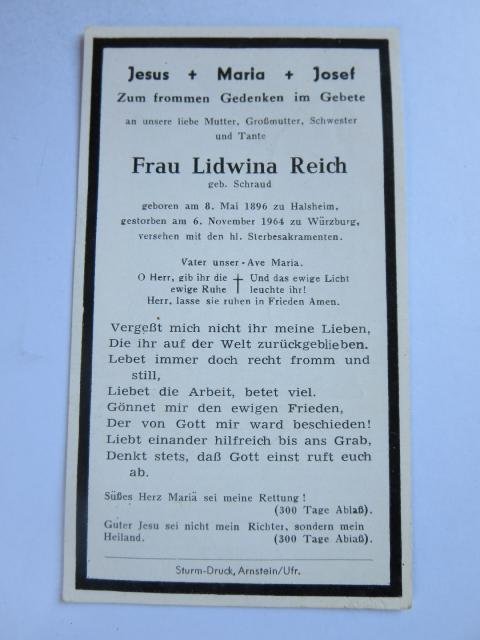 Jesus + Maria + Josef
Zum frommen Gedenken im Gebete
an unsere liebe Mutter, Großmutter, Schwester
und Tante
Frau Lidwina Reich
geb. Schraud
geboren am 8. Mai 1896 zu Halsheim,
gestorben am 6. November 1964 zu Würzburg,
versehen mit den hl. Sterbesakramenten.
Vater unser - Ave Maria.
O Herr, gib ihr die † Und das ewige Licht
ewige Ruhe leuchte ihr!
Herr, lasse sie ruhen in Frieden Amen.
Vergeßt mich nicht ihr meine Lieben,
Die ihr auf der Welt zurückgeblieben.
Lebet immer doch recht fromm und
still,
Liebet die Arbeit, betet viel.
Gönnet mir den ewigen Frieden,
Der von Gott mir ward beschieden!
Liebt einander hilfreich bis ans Grab,
Denkt stets, daß Gott einst ruft euch
ab.
Süßes Herz Mariä sei meine Rettung!
(300 Tage Ablaß).
Guter Jesu sei nicht mein Richter, sondern mein
Heiland. (300 Tage Ablaß).
Sturm-Druck, Arnstein/Ufr.